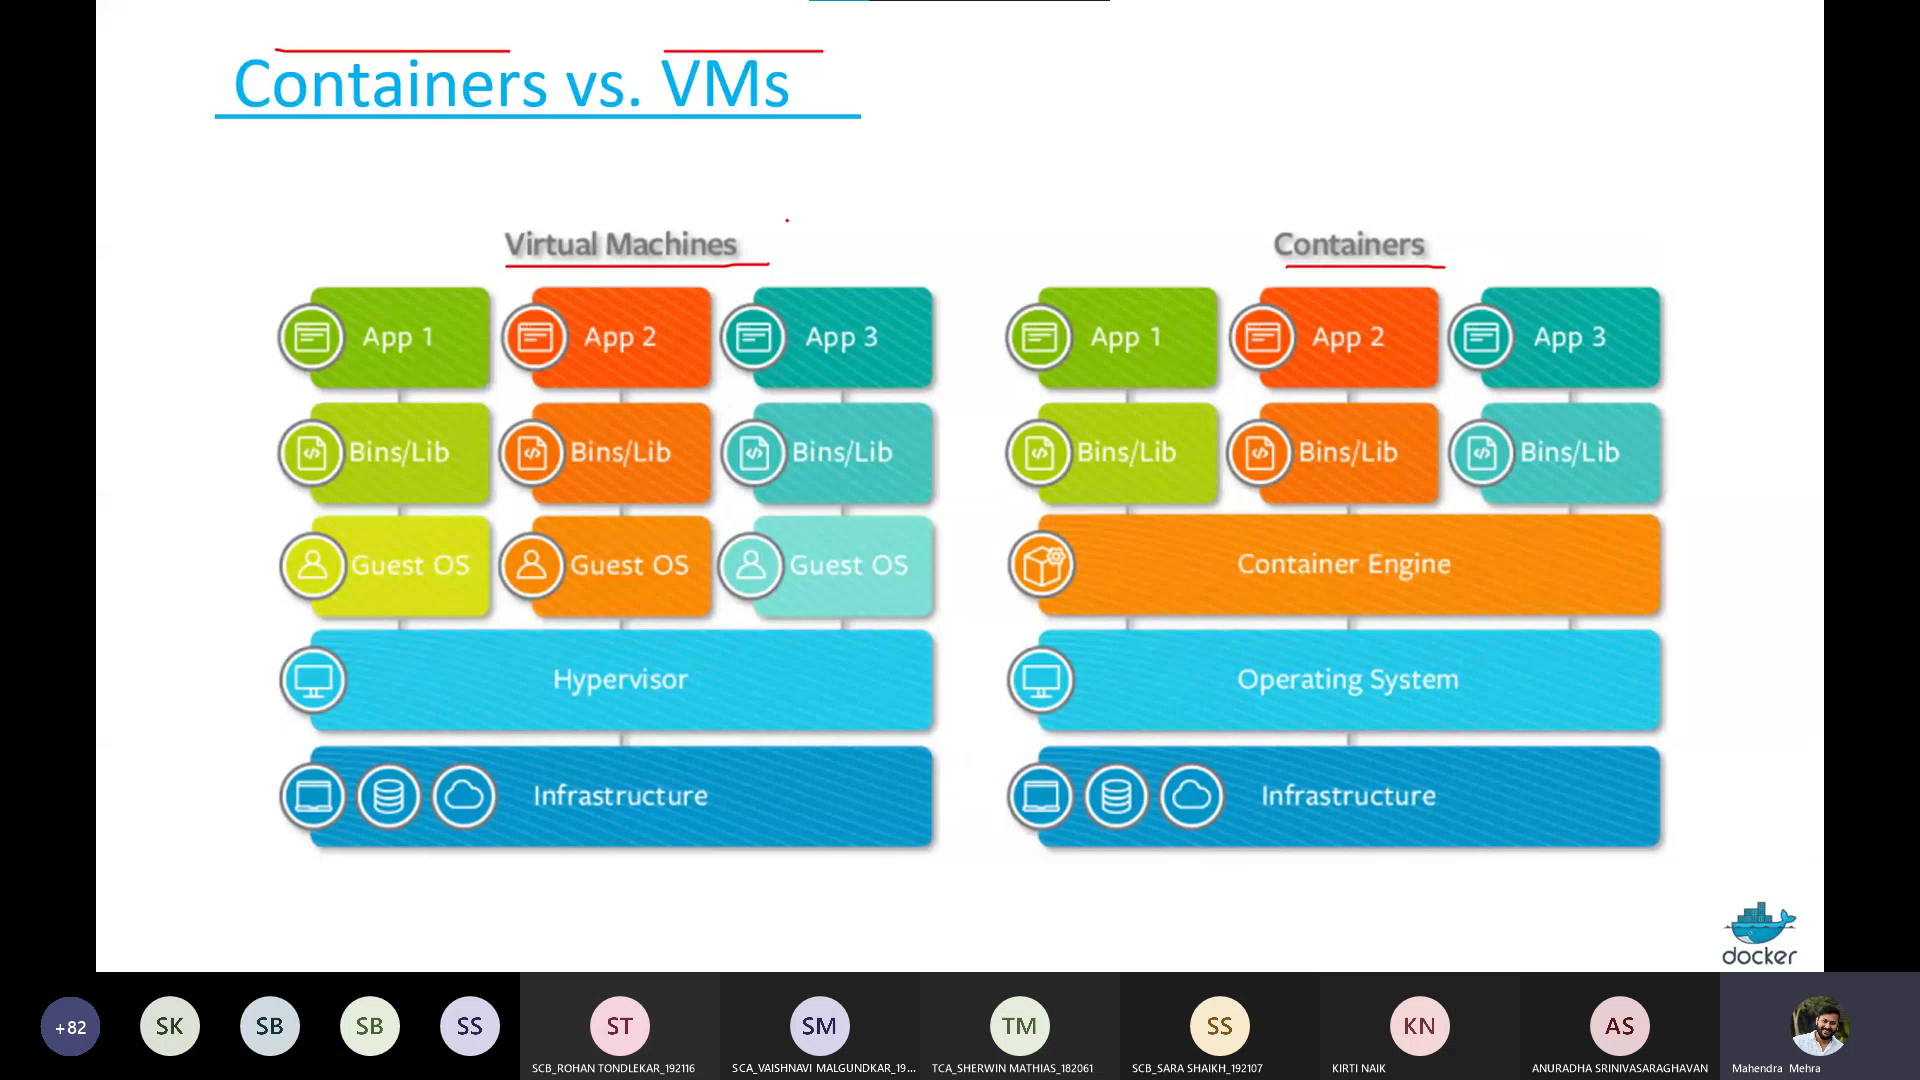 Containers vs. VMs
Virtual Machines
Containers
App 1
App 2
App 3
App 1
App 2
App 3
Bins/Lib
Bins/Lib
Bins/Lib
Bins/Lib
Bins/Lib
Bins/Lib
Guest OS
Guest OS
Guest OS
Container Engine
Hypervisor
Operating System
Infrastructure
Infrastructure
docker
+82
SK
SB
SB
SS
ST
SM
TM
SS
KN
AS
SCB_ROHAN TONDLEKAR_192116
SCA_VAISHNAVI MALGUNDKAR_19...
TCA_SHERWIN MATHIAS_182061
SCB_SARA SHAIKH_192107
KIRTI NAIK
ANURADHA SRINIVASARAGHAVAN
Mahendra Mehra